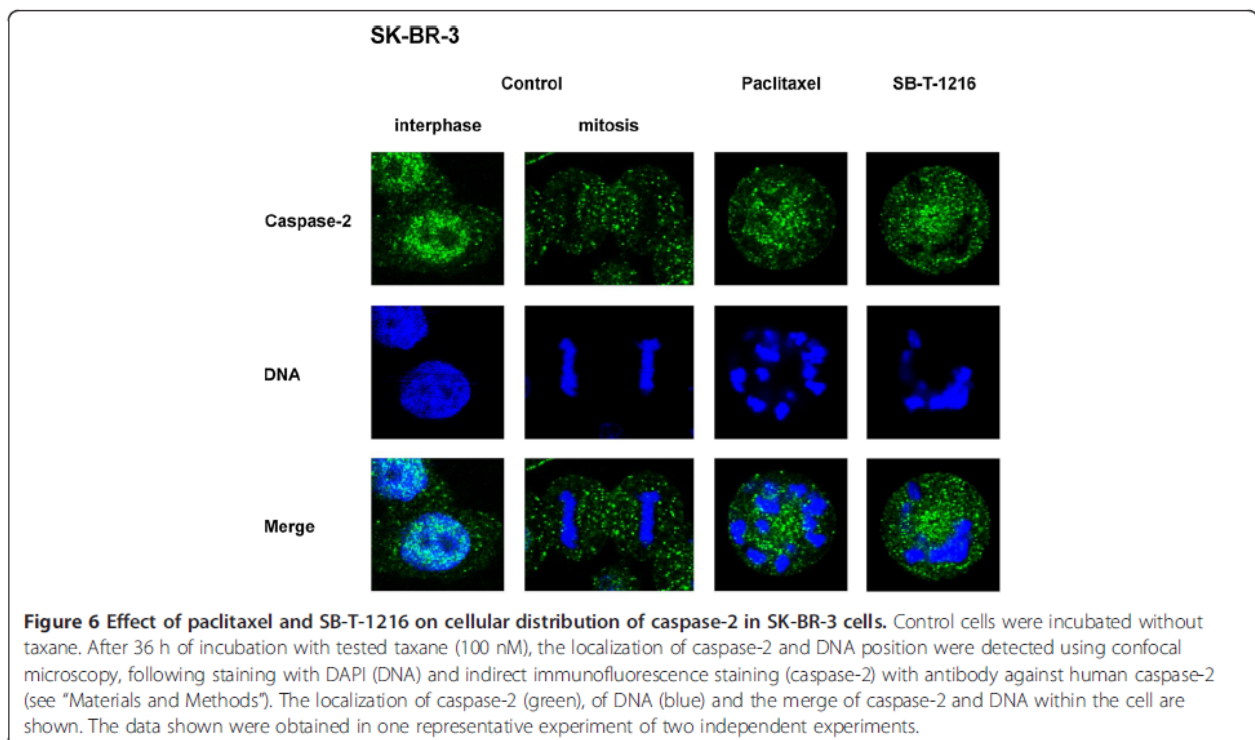 SK-BR-3
Control Paclitaxel SB-T-1216
interphase mitosis
Caspase-2
DNA
Merge
Figure 6 Effect of paclitaxel and SB-T-1216 on cellular distribution of caspase-2 in SK-BR-3 cells. Control cells were incubated without
taxane. After 36 h of incubation with tested taxane (100 nM), the localization of caspase-2 and DNA position were detected using confocal
microscopy, following staining with DAPI (DNA) and indirect immunofluorescence staining (caspase-2) with antibody against human caspase-2
(see “Materials and Methods”). The localization of caspase-2 (green), of DNA (blue) and the merge of caspase-2 and DNA within the cell are
shown. The data shown were obtained in one representative experiment of two independent experiments.